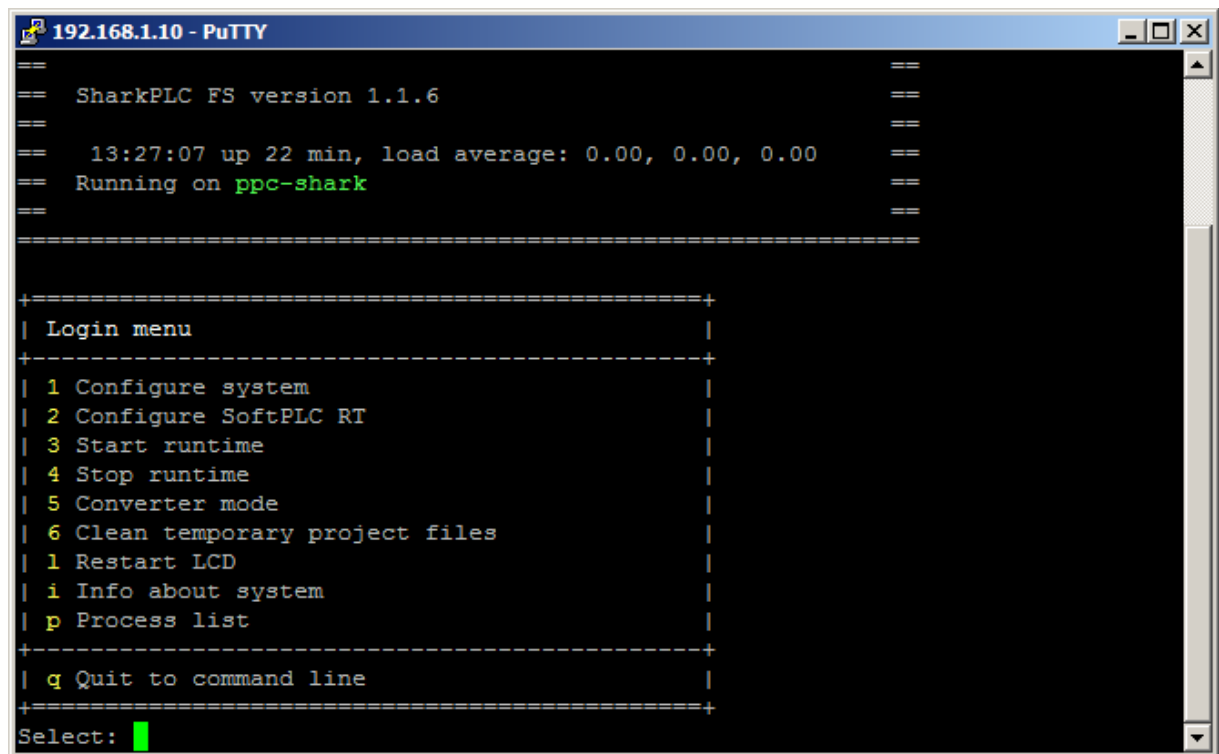 192.168.1.10 - PuTTY
==                                                          ==
==  SharkPLC FS version 1.1.6                               ==
==                                                          ==
==   13:27:07 up 22 min, load average: 0.00, 0.00, 0.00     ==
==  Running on ppc-shark                                    ==
==                                                          ==
==============================================================
+==============================================+
| Login menu                                   |
+----------------------------------------------+
| 1 Configure system                           |
| 2 Configure SoftPLC RT                       |
| 3 Start runtime                              |
| 4 Stop runtime                               |
| 5 Converter mode                             |
| 6 Clean temporary project files              |
| l Restart LCD                                |
| i Info about system                          |
| p Process list                               |
+----------------------------------------------+
| q Quit to command line                       |
+==============================================+
Select: